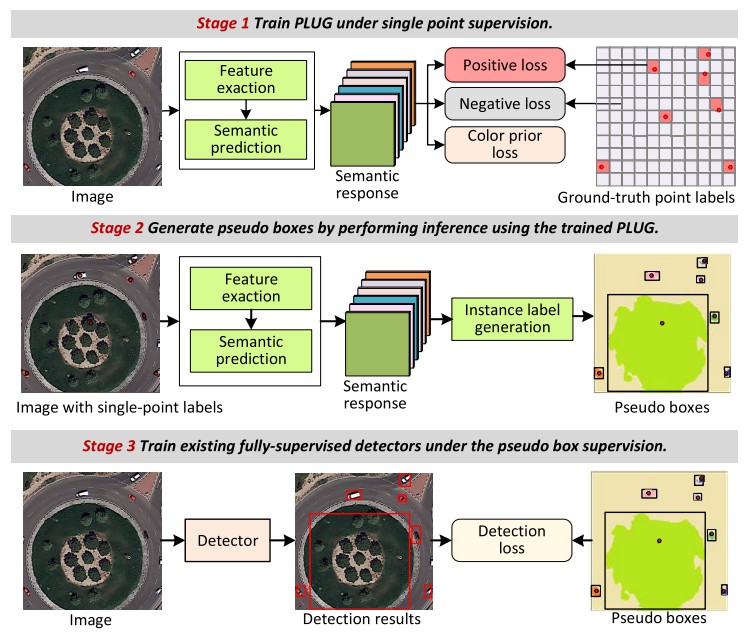 Stage 1 Train PLUG under single point supervision.
Feature
exaction
Semantic
prediction
Positive loss
Negative loss
Color prior
loss
Image
Semantic
response
Ground-truth point labels
Stage 2 Generate pseudo boxes by performing inference using the trained PLUG.
Feature
exaction
Semantic
prediction
Instance label
generation
Image with single-point labels
Semantic
response
Pseudo boxes
Stage 3 Train existing fully-supervised detectors under the pseudo box supervision.
Detector
Detection
loss
Image
Detection results
Pseudo boxes